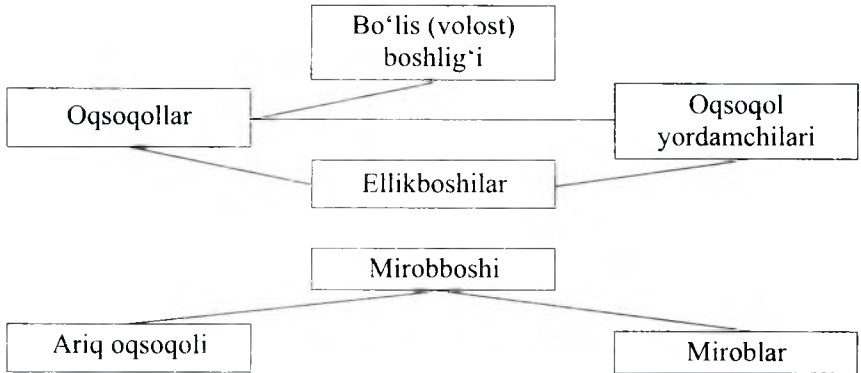 Bo‘lis (volost)
boshlig‘i
Oqsoqollar
Oqsoqol
yordamchilari
Ellikboshilar
Mirobboshi
Ariq oqsoqoli
Miroblar